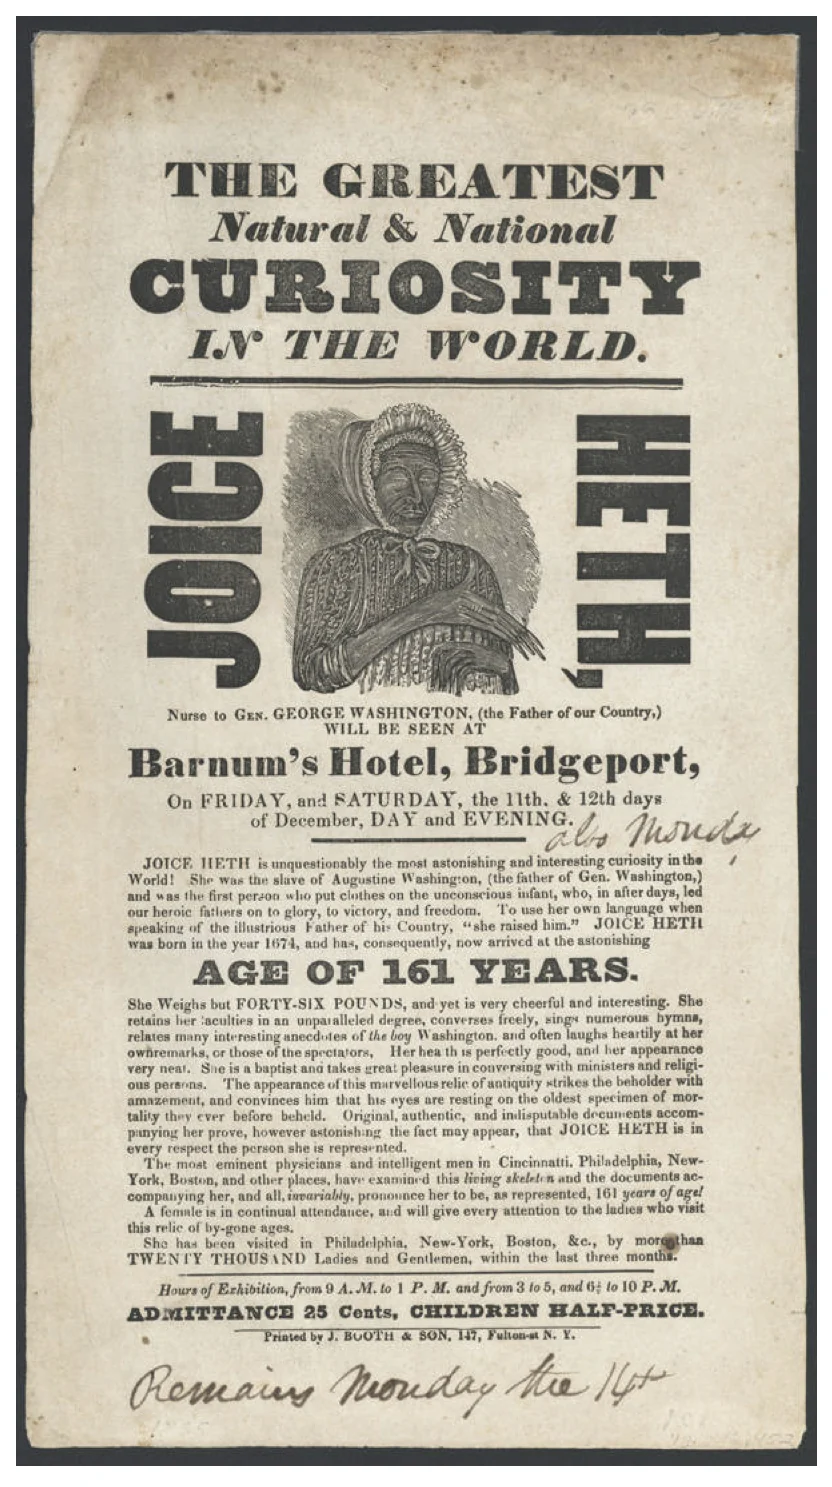 THE GREATEST
Natural & National
CURIOSITY
IN THE WORLD.
JOICE
HETH,
Nurse to GEN. GEORGE WASHINGTON, (the Father of our Country,)
WILL BE SEEN AT
Barnum's Hotel, Bridgeport,
On FRIDAY, and SATURDAY, the 11th. & 12th days
of December, DAY and EVENING.
also Monda
JOICE HETH is unquestionably the most astonishing and interesting curiosity in the
World! She was the slave of Augustine Washington, (the father of Gen. Washington,)
and was the first person who put clothes on the unconscious infant, who, in after days, led
our heroic fathers on to glory, to victory, and freedom. To use her own language when
speaking of the illustrious Father of his Country, "she raised him." JOICE HETH
was born in the year 1674, and has, consequently, now arrived at the astonishing
AGE OF 161 YEARS.
She Weighs but FORTY-SIX POUNDS, and yet is very cheerful and interesting. She
retains her faculties in an unparalleled degree, converses freely, sings numerous hymns,
relates many interesting anecdotes of the boy Washington. and often laughs heartily at her
own remarks, or those of the spectators, Her health is perfectly good, and her appearance
very neat. She is a baptist and takes great pleasure in conversing with ministers and religi-
ous persons. The appearance of this marvellous relic of antiquity strikes the beholder with
amazement, and convinces him that his eyes are resting on the oldest specimen of mor-
tality they ever before beheld. Original, authentic, and indisputable documents accom-
panying her prove, however astonishing the fact may appear, that JOICE HETH is in
every respect the person she is represented.
The most eminent physicians and intelligent men in Cincinnatti, Philadelphia, New-
York, Boston, and other places, have examined this living skeleton and the documents ac-
companying her, and all, invariably, pronounce her to be, as represented, 161 years of age!
A female is in continual attendance, and will give every attention to the ladies who visit
this relic of by-gone ages.
She has been visited in Philadelphia, New-York, Boston, &c., by more than
TWENTY THOUSAND Ladies and Gentlemen, within the last three months.
Hours of Exhibition, from 9 A. M. to 1 P. M. and from 3 to 5, and 6½ to 10 P. M.
ADMITTANCE 25 Cents, CHILDREN HALF-PRICE.
Printed by J. BOOTH & SON, 147, Fulton-st N. Y.
Remains Monday the 14th